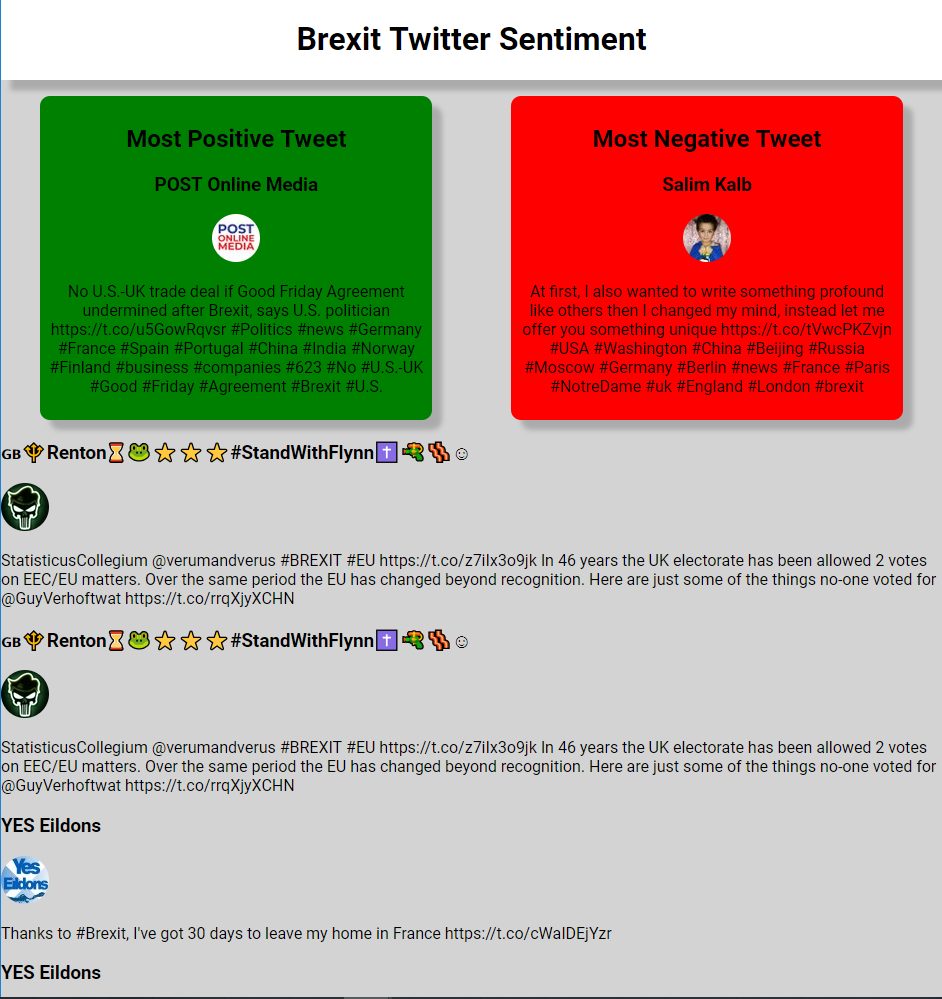 Brexit Twitter Sentiment
Most Positive Tweet
POST Online Media
POST
ONLINE
MEDIA
No U.S.-UK trade deal if Good Friday Agreement
undermined after Brexit, says U.S. politician
https://t.co/u5GowRqvsr #Politics #news #Germany
#France #Spain #Portugal #China #India #Norway
#Finland #business #companies #623 #No #U.S.-UK
#Good #Friday #Agreement #Brexit #U.S.
Most Negative Tweet
Salim Kalb
At first, I also wanted to write something profound
like others then I changed my mind, instead let me
offer you something unique https://t.co/tVwcPKZvjn
#USA #Washington #China #Beijing #Russia
#Moscow #Germany #Berlin #news #France #Paris
#NotreDame #uk #England #London #brexit
🇬🇧🔱Renton⏳🐸⭐⭐⭐#StandWithFlynn✝️🔫🥓☺
StatisticusCollegium @verumandverus #BREXIT #EU https://t.co/z7iIx3o9jk In 46 years the UK electorate has been allowed 2 votes
on EEC/EU matters. Over the same period the EU has changed beyond recognition. Here are just some of the things no-one voted for
@GuyVerhoftwat https://t.co/rrqXjyXCHN
🇬🇧🔱Renton⏳🐸⭐⭐⭐#StandWithFlynn✝️🔫🥓☺
StatisticusCollegium @verumandverus #BREXIT #EU https://t.co/z7iIx3o9jk In 46 years the UK electorate has been allowed 2 votes
on EEC/EU matters. Over the same period the EU has changed beyond recognition. Here are just some of the things no-one voted for
@GuyVerhoftwat https://t.co/rrqXjyXCHN
YES Eildons
Yes
Eildons
Thanks to #Brexit, I've got 30 days to leave my home in France https://t.co/cWaIDEjYzr
YES Eildons